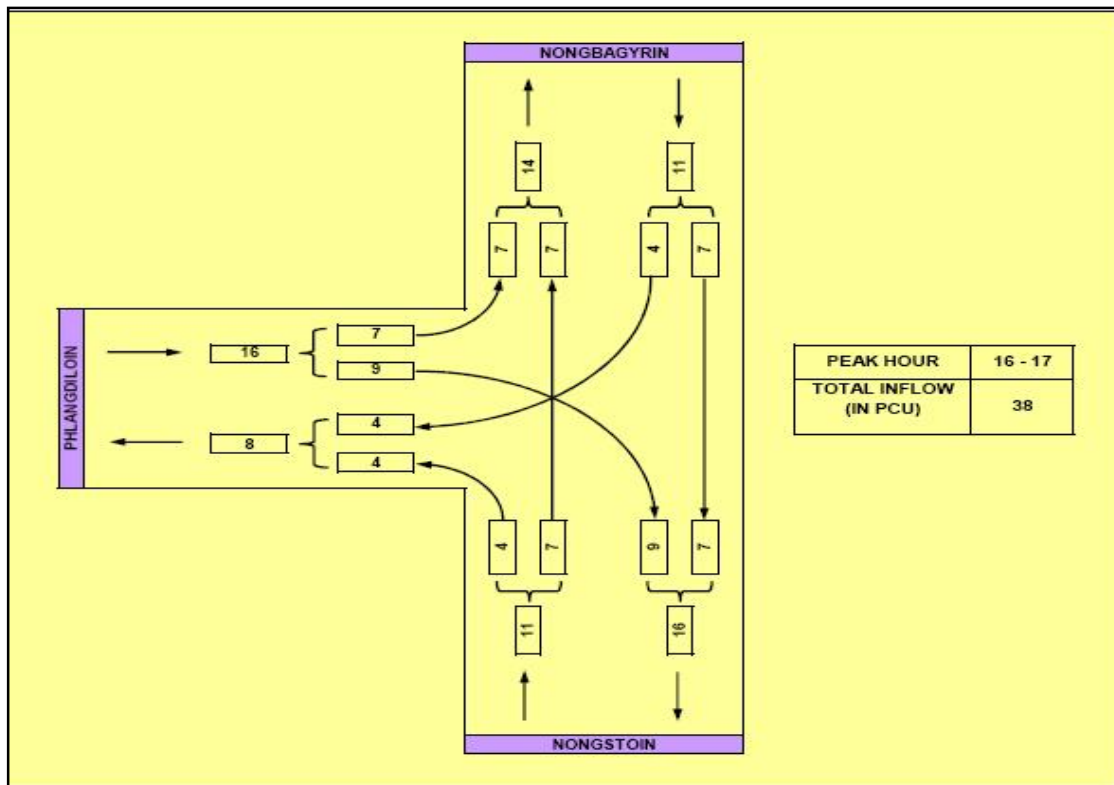 NONGBAGYRIN
14
11
7 7 4 7
PHLANGDILOIN
16
7
9
8
4
4
PEAK HOUR 16 - 17
TOTAL INFLOW
(IN PCU) 38
4 7 9 7
11
16
NONGSTOIN